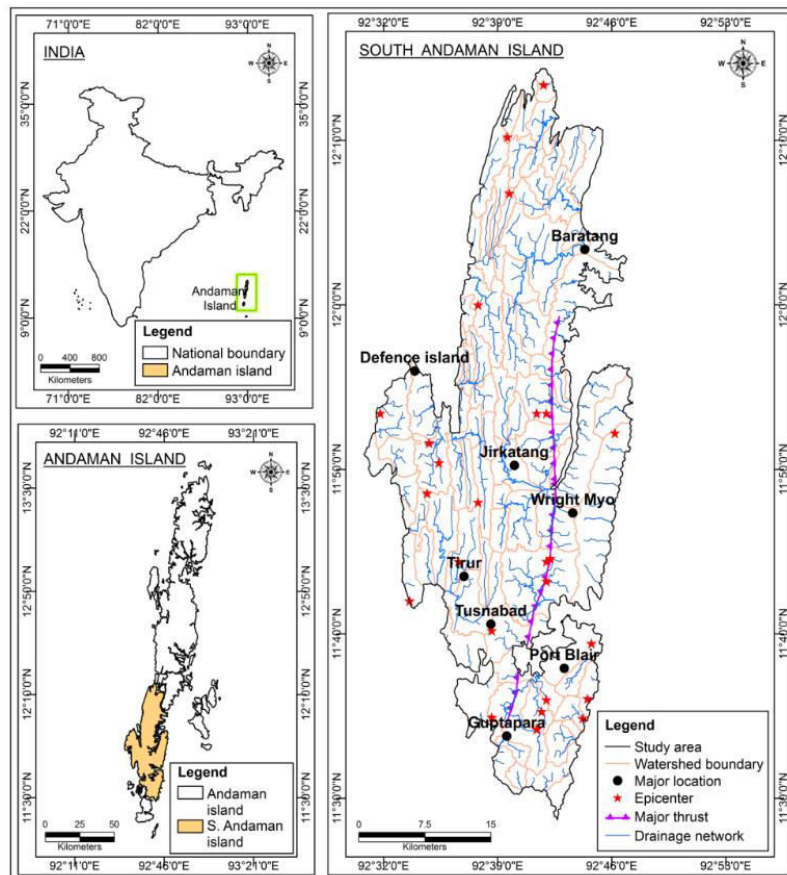 71°0'0"E 82°0'0"E 93°0'0"E
INDIA
N
W E
S
35°0'0"N
22°0'0"N
9°0'0"N
35°0'0"N
22°0'0"N
9°0'0"N
Andaman
Island
Legend
National boundary
Andaman island
0 400 800
Kilometers
71°0'0"E 82°0'0"E 93°0'0"E
92°11'0"E 92°46'0"E 93°21'0"E
ANDAMAN ISLAND
N
W E
S
13°30'0"N
12°50'0"N
12°10'0"N
11°30'0"N
13°30'0"N
12°50'0"N
12°10'0"N
11°30'0"N
Legend
Andaman
island
S. Andaman
island
0 25 50
Kilometers
92°11'0"E 92°46'0"E 93°21'0"E
92°32'0"E 92°39'0"E 92°46'0"E 92°53'0"E
SOUTH ANDAMAN ISLAND
N
W E
S
12°10'0"N
12°0'0"N
11°50'0"N
11°40'0"N
11°30'0"N
12°10'0"N
12°0'0"N
11°50'0"N
11°40'0"N
11°30'0"N
Baratang
Defence island
Jirkatang
Wright Myo
Tirur
Tusnabad
Port Blair
Guptapara
Legend
Study area
Watershed boundary
Major location
Epicenter
Major thrust
Drainage network
0 7.5 15
Kilometers
92°32'0"E 92°39'0"E 92°46'0"E 92°53'0"E